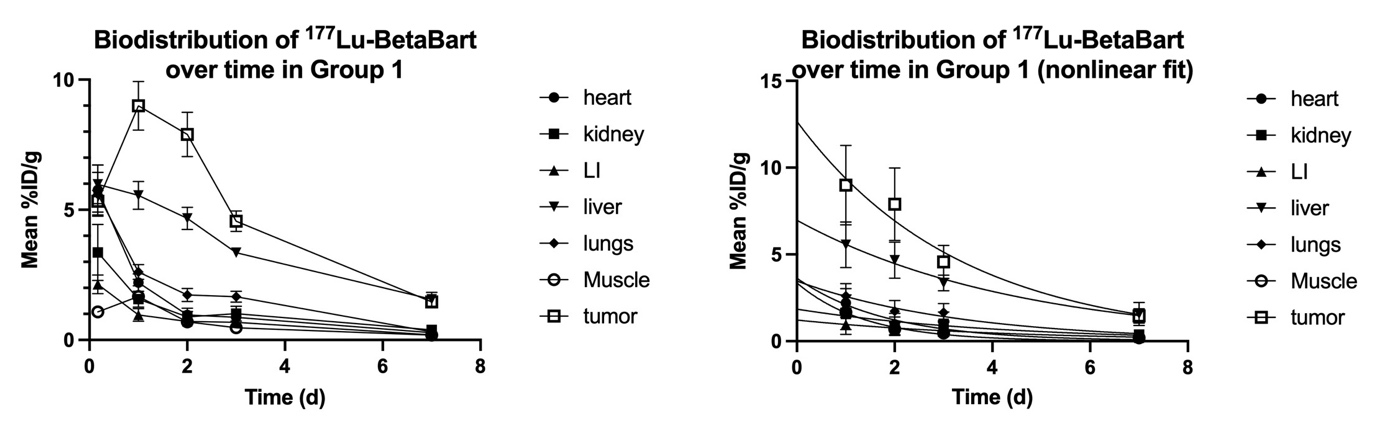 Biodistribution of ¹⁷⁷Lu-BetaBart
over time in Group 1
10
5
0
Mean %ID/g
0 2 4 6 8
Time (d)
heart
kidney
LI
liver
lungs
Muscle
tumor
Biodistribution of ¹⁷⁷Lu-BetaBart
over time in Group 1 (nonlinear fit)
15
10
5
0
Mean %ID/g
0 2 4 6 8
Time (d)
heart
kidney
LI
liver
lungs
Muscle
tumor